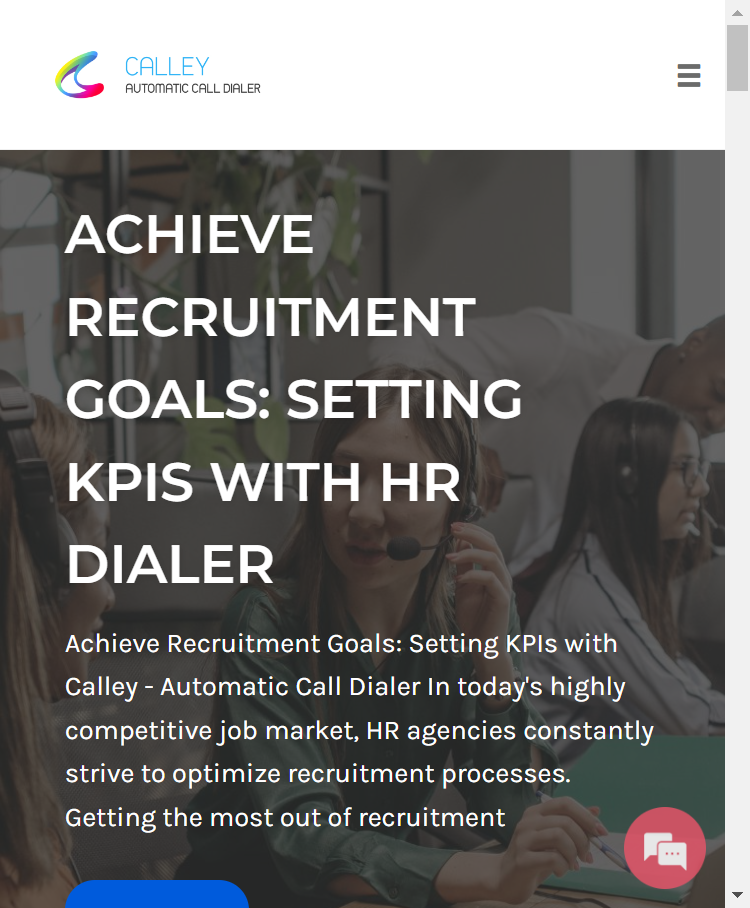 CALLEY
AUTOMATIC CALL DIALER
ACHIEVE
RECRUITMENT
GOALS: SETTING
KPIS WITH HR
DIALER
Achieve Recruitment Goals: Setting KPIs with
Calley - Automatic Call Dialer In today's highly
competitive job market, HR agencies constantly
strive to optimize recruitment processes.
Getting the most out of recruitment